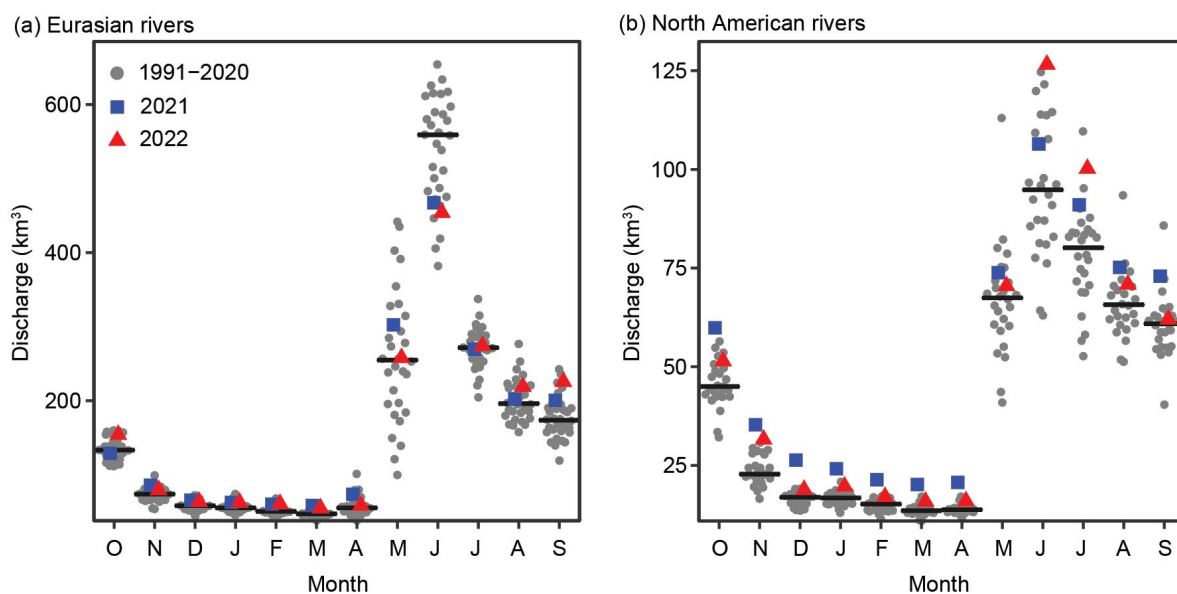 (a) Eurasian rivers
1991−2020
2021
2022
600
400
200
Discharge (km³)
O N D J F M A M J J A S
Month
(b) North American rivers
125
100
75
50
25
Discharge (km³)
O N D J F M A M J J A S
Month